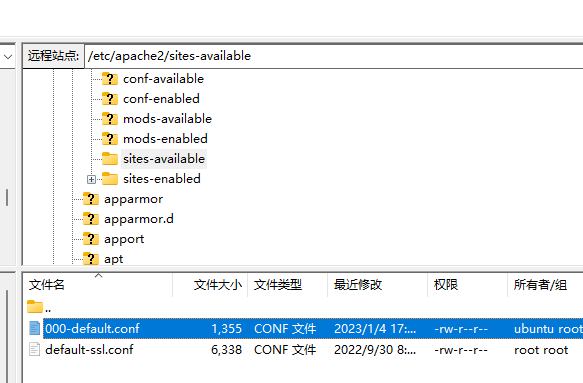 远程站点: /etc/apache2/sites-available
conf-available
conf-enabled
mods-available
mods-enabled
sites-available
sites-enabled
apparmor
apparmor.d
apport
apt
文件名 文件大小 文件类型 最近修改 权限 所有者/组
..
000-default.conf 1,355 CONF 文件 2023/1/4 17:... -rw-r--r-- ubuntu root
default-ssl.conf 6,338 CONF 文件 2022/9/30 8:... -rw-r--r-- root root